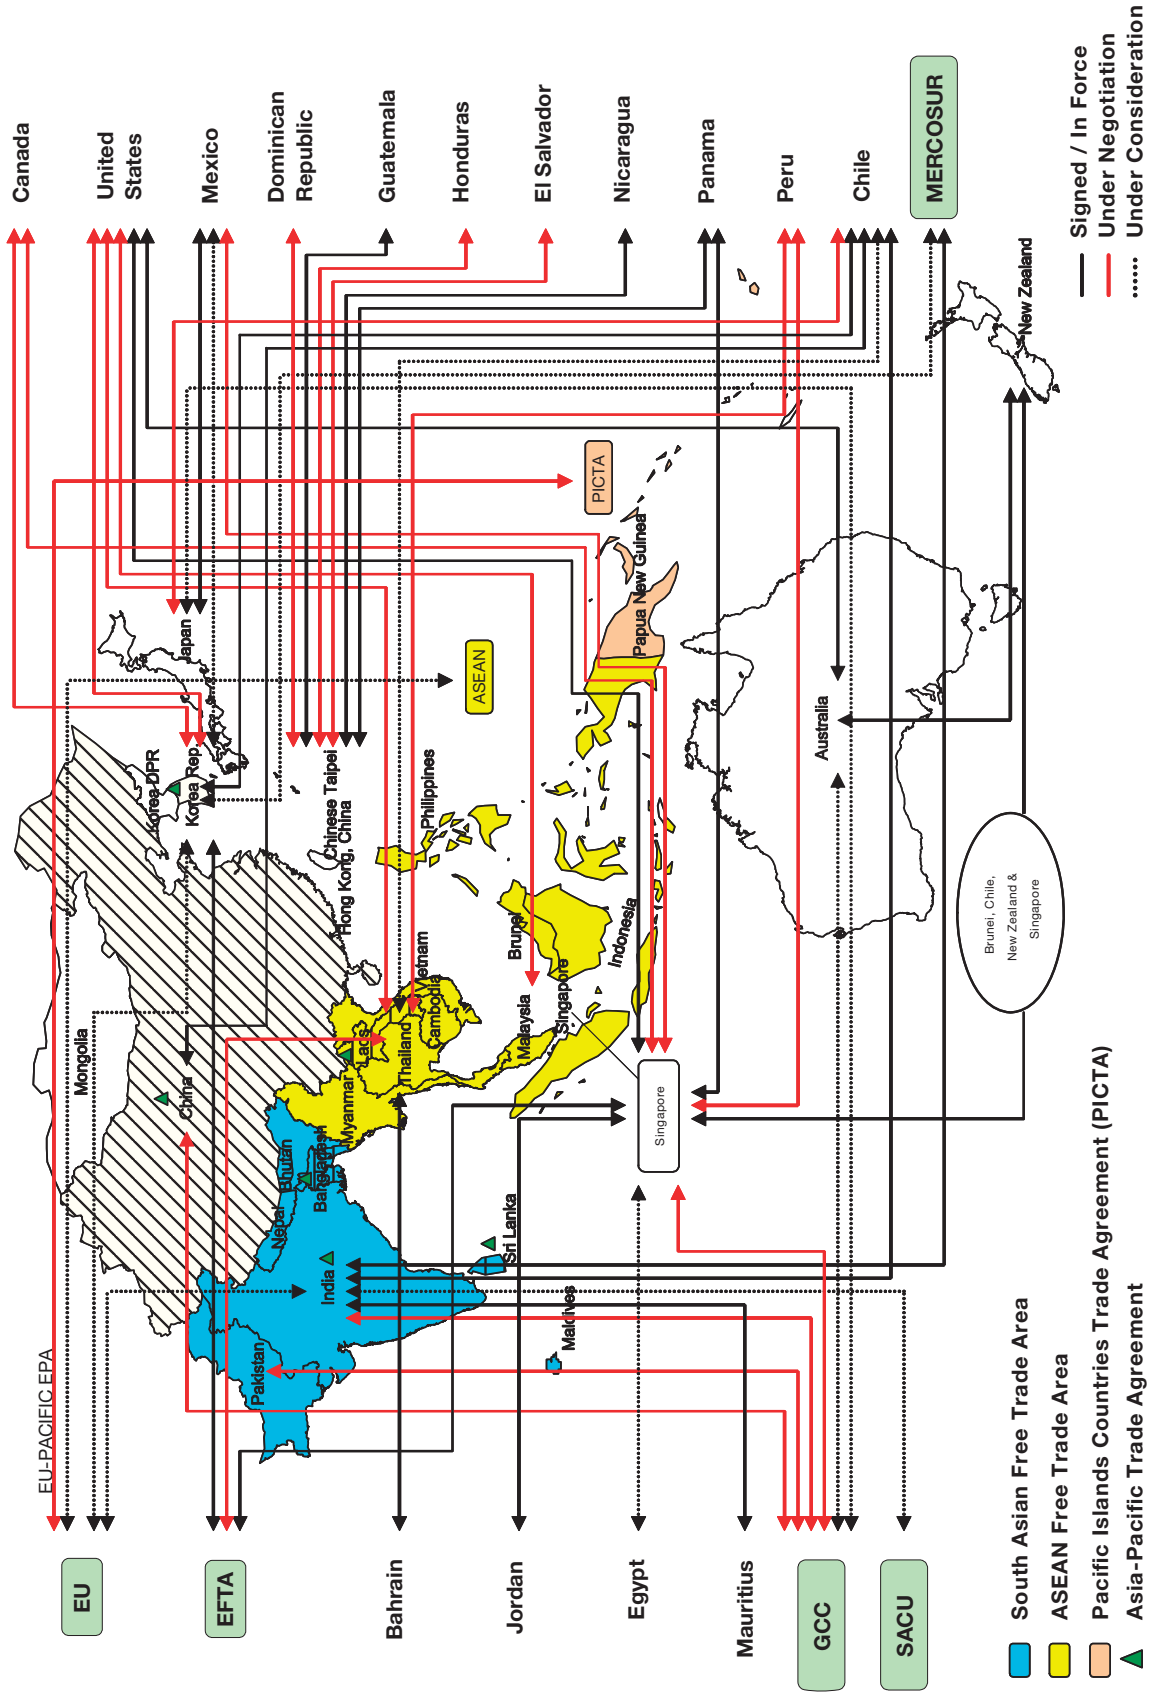 EU-PACIFIC EPA
EU
EFTA
Bahrain
Jordan
Egypt
Mauritius
GCC
SACU
Canada
United
States
Mexico
Dominican
Republic
Guatemala
Honduras
El Salvador
Nicaragua
Panama
Peru
Chile
MERCOSUR
Mongolia
China
Korea DPR
Korea Rep.
Japan
Chinese Taipei
Hong Kong, China
Pakistan
India
Nepal
Bhutan
Bangladesh
Myanmar
Laos
Thailand
Vietnam
Cambodia
Philippines
ASEAN
PICTA
Sri Lanka
Maldives
Malaysia
Brunei
Singapore
Indonesia
Singapore
Papua New Guinea
Australia
New Zealand
Brunei, Chile,
New Zealand &
Singapore
South Asian Free Trade Area
ASEAN Free Trade Area
Pacific Islands Countries Trade Agreement (PICTA)
Asia-Pacific Trade Agreement
Signed / In Force
Under Negotiation
Under Consideration